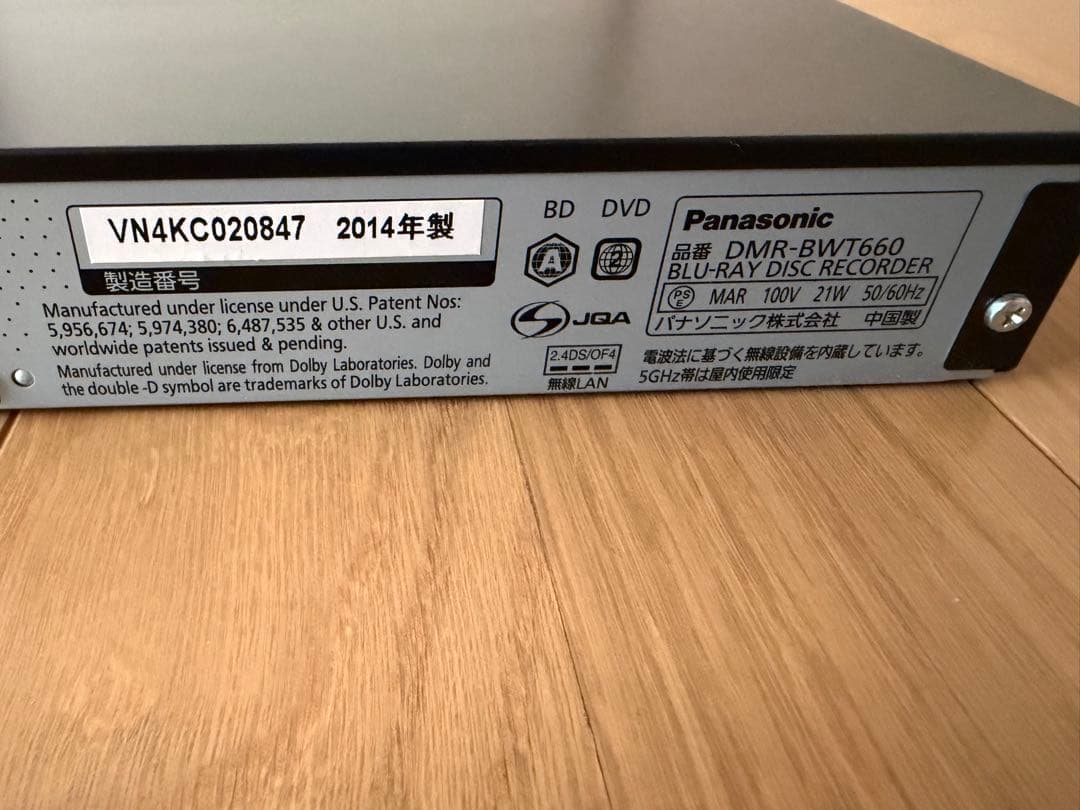 VN4KC020847 2014年製
製造番号
Manufactured under license under U.S. Patent Nos:
5,956,674; 5,974,380; 6,487,535 & other U.S. and
worldwide patents issued & pending.
Manufactured under license from Dolby Laboratories. Dolby and
the double -D symbol are trademarks of Dolby Laboratories.
BD DVD
A 2
JQA
2.4DS/OF4
無線LAN
Panasonic
品番 DMR-BWT660
BLU-RAY DISC RECORDER
PSE MAR 100V 21W 50/60Hz
パナソニック株式会社 中国製
電波法に基づく無線設備を内蔵しています。
5GHz帯は屋内使用限定